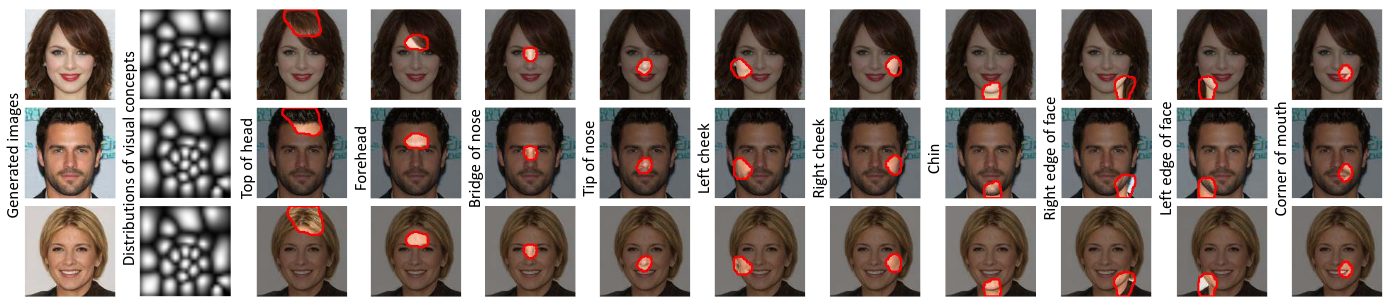 Generated images
Distributions of visual concepts
Top of head
Forehead
Bridge of nose
Tip of nose
Left cheek
Right cheek
Chin
Right edge of face
Left edge of face
Corner of mouth